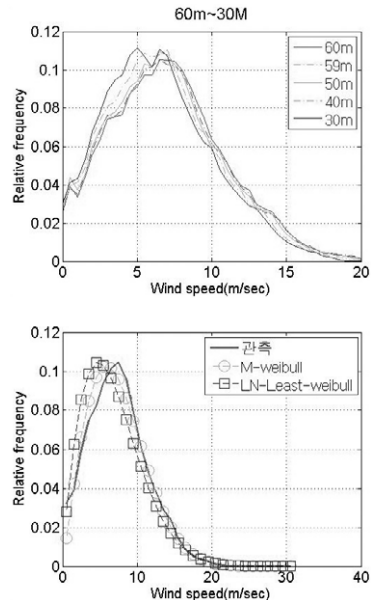 60m~30M
0.12
0.1
0.08
0.06
0.04
0.02
0
Relative frequency
60m
59m
50m
40m
30m
0 5 10 15 20
Wind speed(m/sec)
0.12
0.1
0.08
0.06
0.04
0.02
0
Relative frequency
관측
M-weibull
LN-Least-weibull
0 10 20 30 40
Wind speed(m/sec)